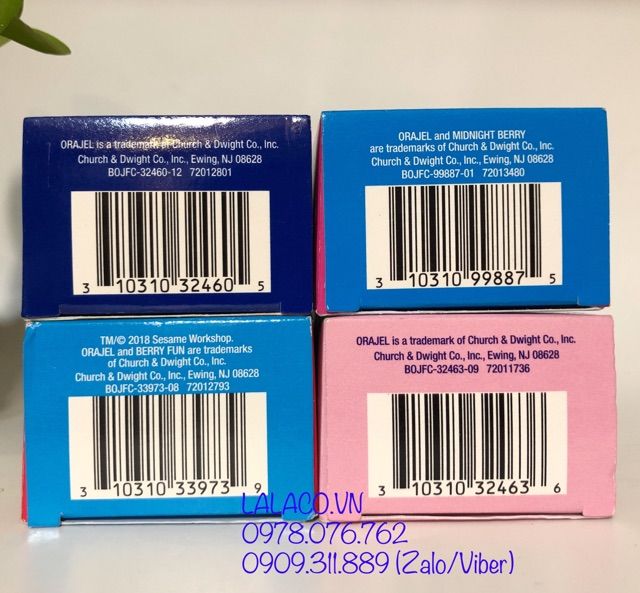 ORAJEL is a trademark of Church & Dwight Co., Inc.
Church & Dwight Co., Inc., Ewing, NJ 08628
BOJFC-32460-12 72012801
3 10310 32460 5
ORAJEL and MIDNIGHT BERRY
are trademarks of Church & Dwight Co., Inc.
Church & Dwight Co., Inc., Ewing, NJ 08628
BOJFC-99887-01 72013480
3 10310 99887 5
TM/© 2018 Sesame Workshop.
ORAJEL and BERRY FUN are trademarks
of Church & Dwight Co., Inc.
Church & Dwight Co., Inc., Ewing, NJ 08628
BOJFC-33973-08 72012793
3 10310 33973 9
ORAJEL is a trademark of Church & Dwight Co., Inc.
Church & Dwight Co., Inc., Ewing, NJ 08628
BOJFC-32463-09 72011736
3 10310 32463 6
LALACO.VN
0978.076.762
0909.311.889 (Zalo/Viber)